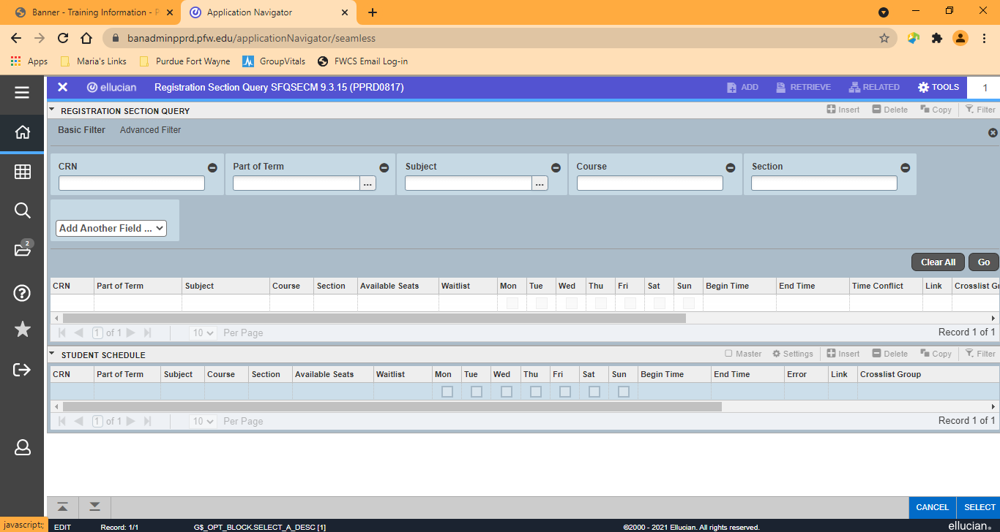 Banner - Training Information - P
Application Navigator
banadminpprd.pfw.edu/applicationNavigator/seamless
Apps
Maria's Links
Purdue Fort Wayne
GroupVitals
FWCS Email Log-in
ellucian
Registration Section Query SFQSECM 9.3.15 (PPRD0817)
ADD
RETRIEVE
RELATED
TOOLS
1
REGISTRATION SECTION QUERY
Insert
Delete
Copy
Filter
Basic Filter
Advanced Filter
CRN
Part of Term
Subject
Course
Section
...
...
Add Another Field ...
2
Clear All
Go
CRN Part of Term Subject Course Section Available Seats Waitlist Mon Tue Wed Thu Fri Sat Sun Begin Time End Time Time Conflict Link Crosslist Gr
1 of 1
10
Per Page
Record 1 of 1
STUDENT SCHEDULE
Master
Settings
Insert
Delete
Copy
Filter
CRN Part of Term Subject Course Section Available Seats Waitlist Mon Tue Wed Thu Fri Sat Sun Begin Time End Time Error Link Crosslist Group
1 of 1
10
Per Page
Record 1 of 1
CANCEL
SELECT
javascript:;
EDIT
Record: 1/1
G$_OPT_BLOCK.SELECT_A_DESC [1]
©2000 - 2021 Ellucian. All rights reserved.
ellucian